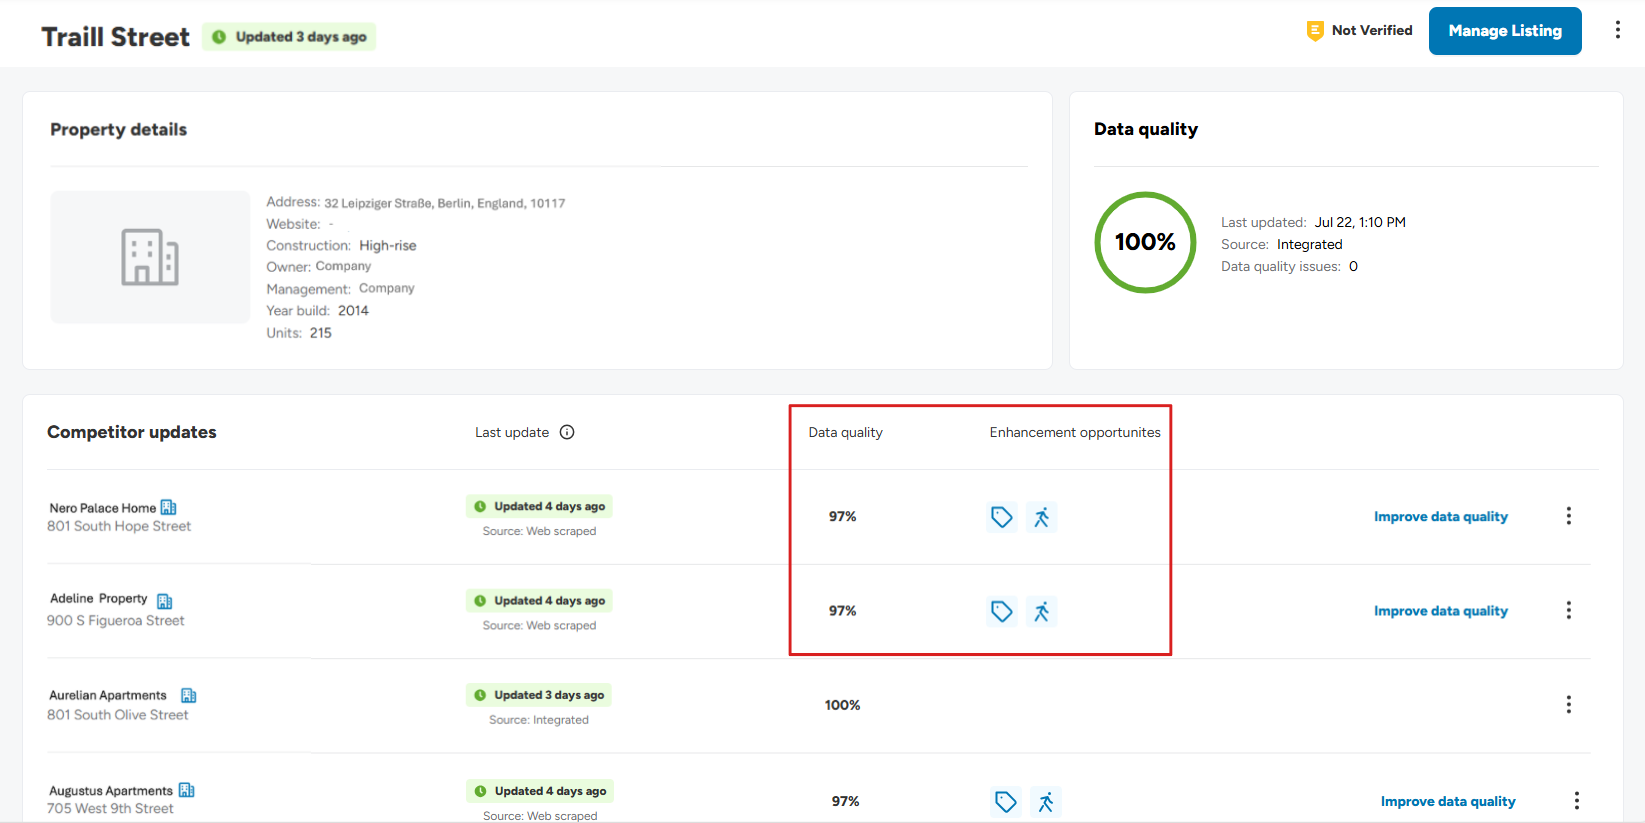 Traill Street
Updated 3 days ago
Not Verified
Manage Listing
Property details
Address: 32 Leipziger Straße, Berlin, England, 10117
Website: -
Construction: High-rise
Owner: Company
Management: Company
Year build: 2014
Units: 215
Data quality
100%
Last updated: Jul 22, 1:10 PM
Source: Integrated
Data quality issues: 0
Competitor updates
Last update
Data quality
Enhancement opportunites
Nero Palace Home
801 South Hope Street
Updated 4 days ago
Source: Web scraped
97%
Improve data quality
Adeline Property
900 S Figueroa Street
Updated 4 days ago
Source: Web scraped
97%
Improve data quality
Aurelian Apartments
801 South Olive Street
Updated 3 days ago
Source: Integrated
100%
Augustus Apartments
705 West 9th Street
Updated 4 days ago
Source: Web scraped
97%
Improve data quality